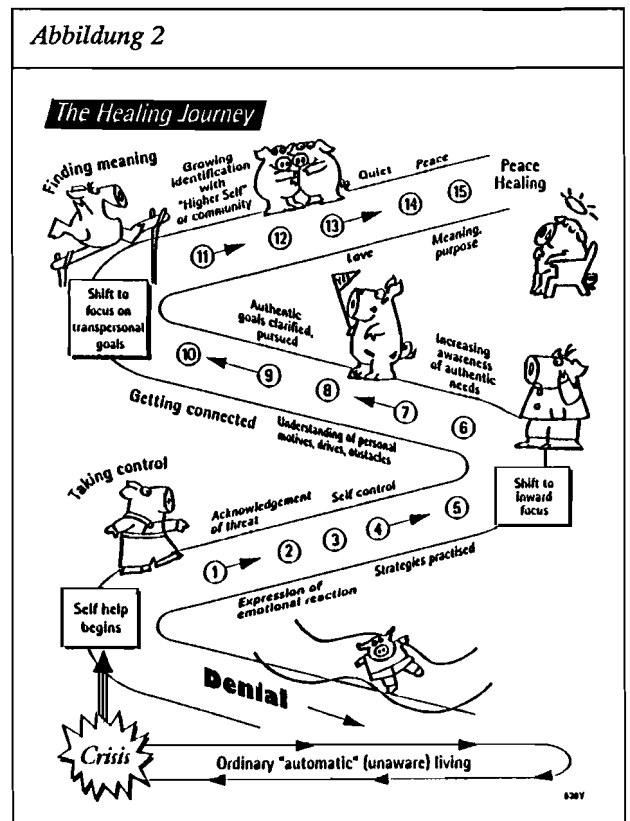 Abbildung 2
The Healing Journey
Finding meaning
Growing
identification
with
"Higher Self"
or community
Quiet
Peace
Peace
Healing
11
12
13
14
15
Shift to
focus on
transpersonal
goals
Love
Meaning,
purpose
YES
Authentic
goals clarified,
pursued
Increasing
awareness
of authentic
needs
10
9
8
7
6
Getting connected
Understanding of personal
motives, drives, obstacles
Shift to
inward
focus
Taking control
Acknowledgement
of threat
Self control
1
2
3
4
5
Strategies practised
Self help
begins
Expression of
emotional reaction
Denial
Crisis
Ordinary "automatic" (unaware) living